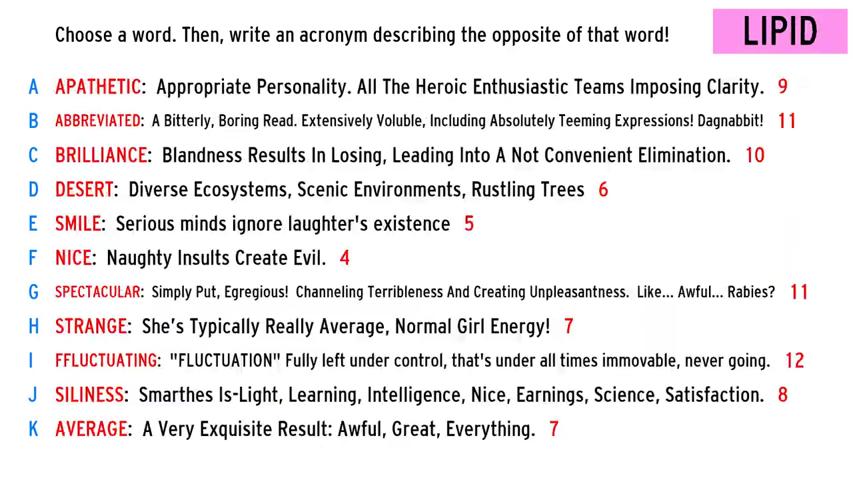 Choose a word. Then, write an acronym describing the opposite of that word!
LIPID
A APATHETIC: Appropriate Personality. All The Heroic Enthusiastic Teams Imposing Clarity. 9
B ABBREVIATED: A Bitterly, Boring Read. Extensively Voluble, Including Absolutely Teeming Expressions! Dagnabbit! 11
C BRILLIANCE: Blandness Results In Losing, Leading Into A Not Convenient Elimination. 10
D DESERT: Diverse Ecosystems, Scenic Environments, Rustling Trees 6
E SMILE: Serious minds ignore laughter's existence 5
F NICE: Naughty Insults Create Evil. 4
G SPECTACULAR: Simply Put, Egregious! Channeling Terribleness And Creating Unpleasantness. Like... Awful... Rabies? 11
H STRANGE: She's Typically Really Average, Normal Girl Energy! 7
I FFLUCTUATING: "FLUCTUATION" Fully left under control, that's under all times immovable, never going. 12
J SILINESS: Smarthes Is-Light, Learning, Intelligence, Nice, Earnings, Science, Satisfaction. 8
K AVERAGE: A Very Exquisite Result: Awful, Great, Everything. 7